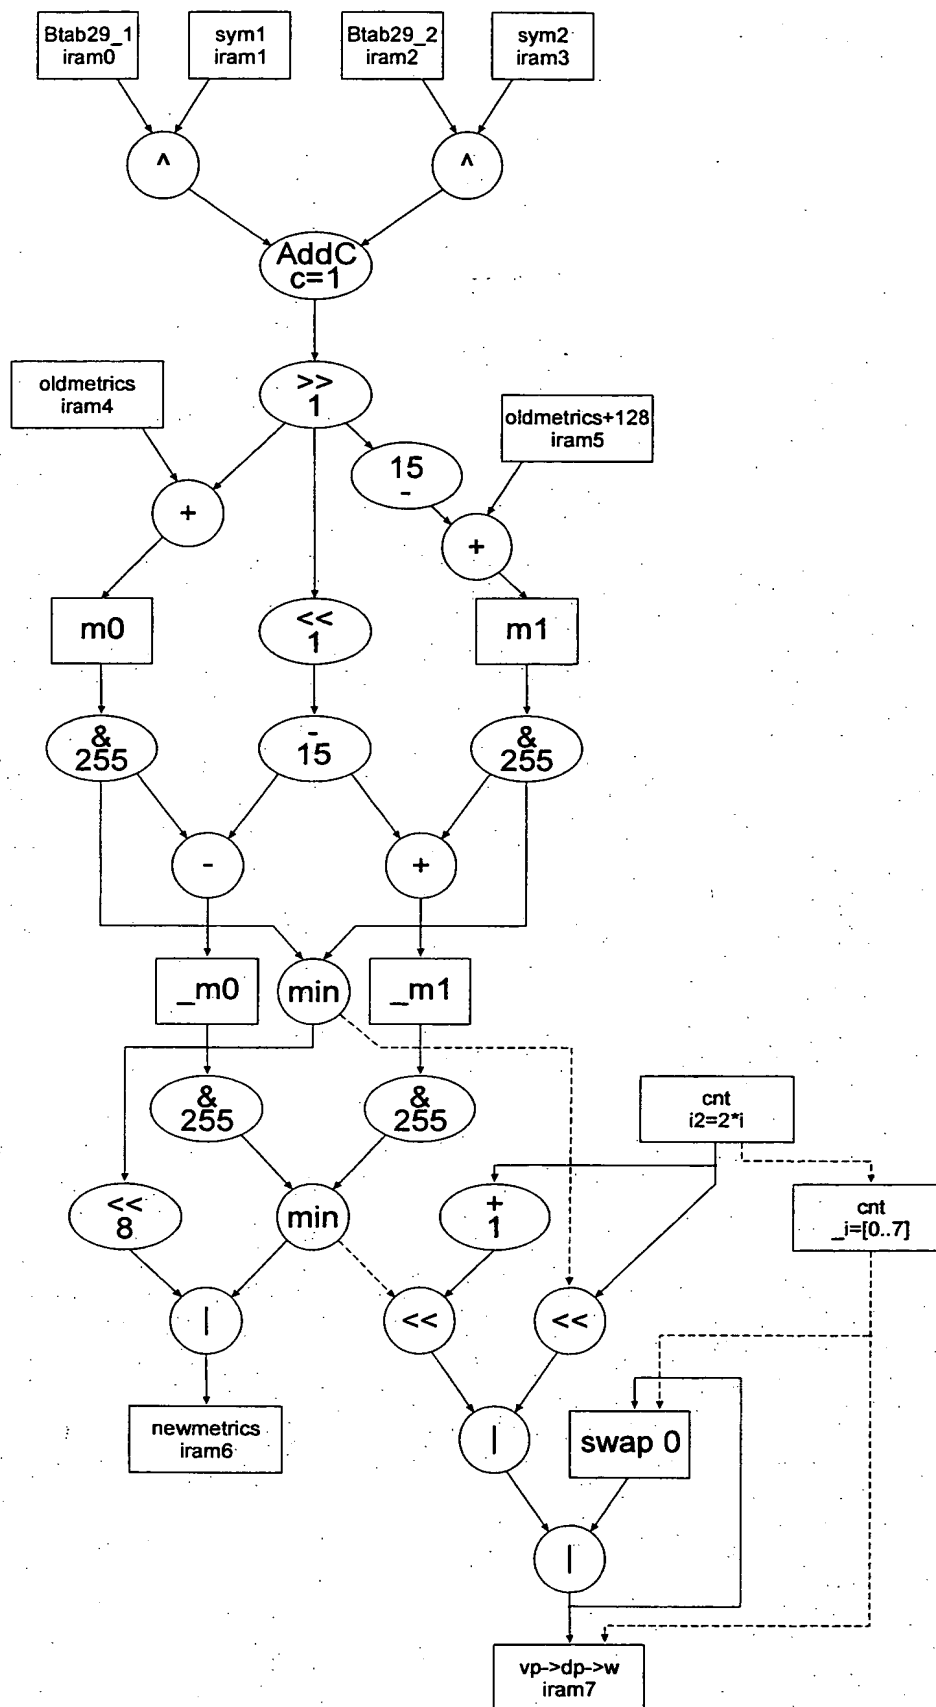 Btab29_1
iram0
sym1
iram1
Btab29_2
iram2
sym2
iram3
^
^
AddC
c=1
>>
1
oldmetrics
iram4
oldmetrics+128
iram5
15
-
+
+
m0
<<
1
m1
&
255
-
15
&
255
-
+
_m0
min
_m1
&
255
&
255
cnt
i2=2*i
<<
8
min
+
1
cnt
_i=[0..7]
|
<<
<<
newmetrics
iram6
|
swap 0
|
vp->dp->w
iram7